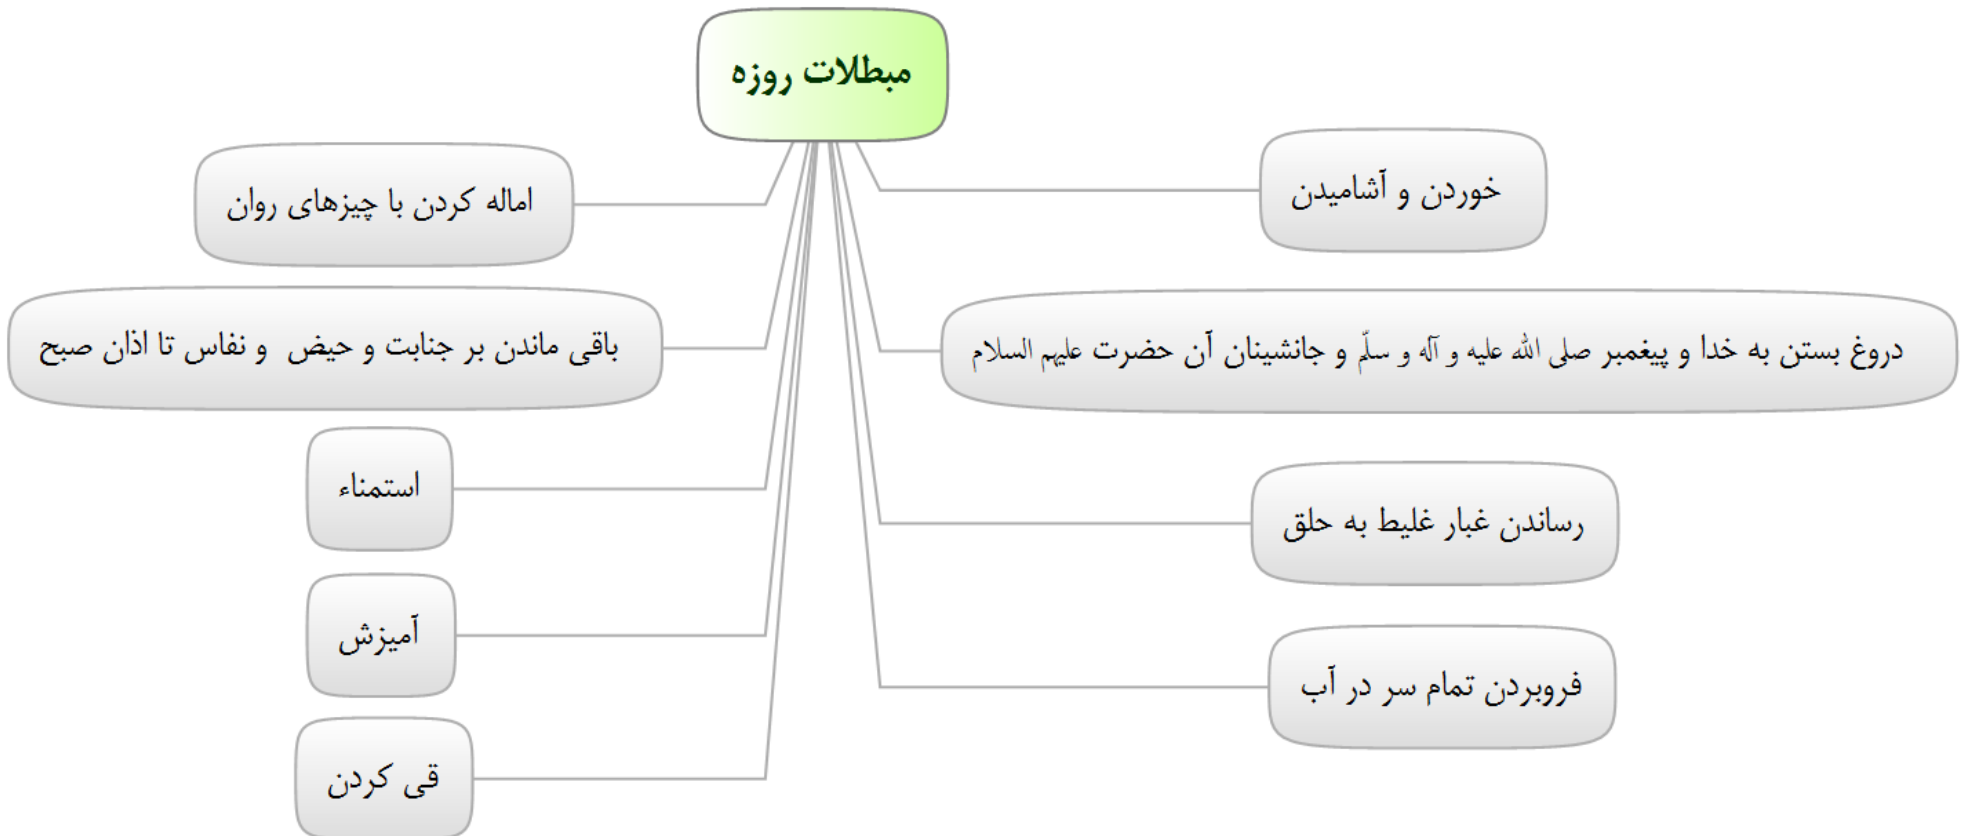 مبطلات روزه
خوردن و آشامیدن
دروغ بستن به خدا و پیغمبر صلی الله علیه و آله و سلّم و جانشینان آن حضرت علیهم السلام
رساندن غبار غلیط به حلق
فروبردن تمام سر در آب
اماله کردن با چیزهای روان
باقی ماندن بر جنابت و حیض و نفاس تا اذان صبح
استمناء
آمیزش
قی کردن